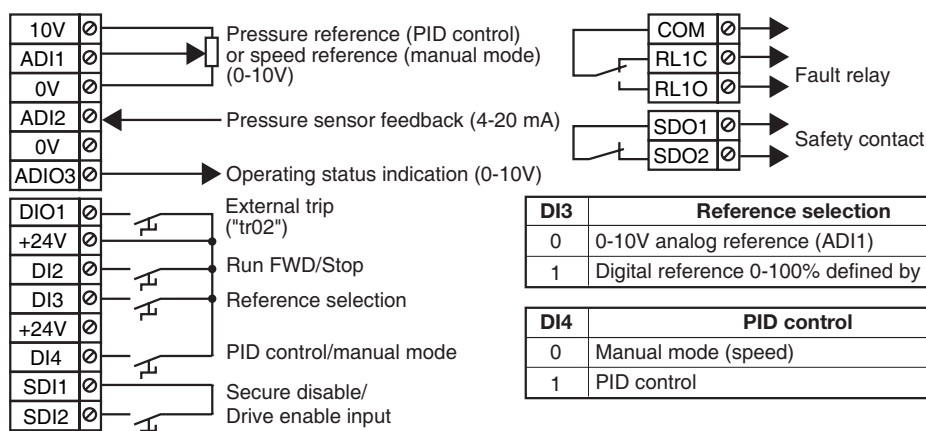 10V
ADI1
0V
ADI2
0V
ADIO3
Pressure reference (PID control)
or speed reference (manual mode)
(0-10V)
Pressure sensor feedback (4-20 mA)
Operating status indication (0-10V)
DIO1
+24V
DI2
DI3
+24V
DI4
SDI1
SDI2
External trip
("tr02")
Run FWD/Stop
Reference selection
PID control/manual mode
Secure disable/
Drive enable input
COM
RL1C
RL1O
Fault relay
SDO1
SDO2
Safety contact
DI3 Reference selection
0 0-10V analog reference (ADI1)
1 Digital reference 0-100% defined by
DI4 PID control
0 Manual mode (speed)
1 PID control